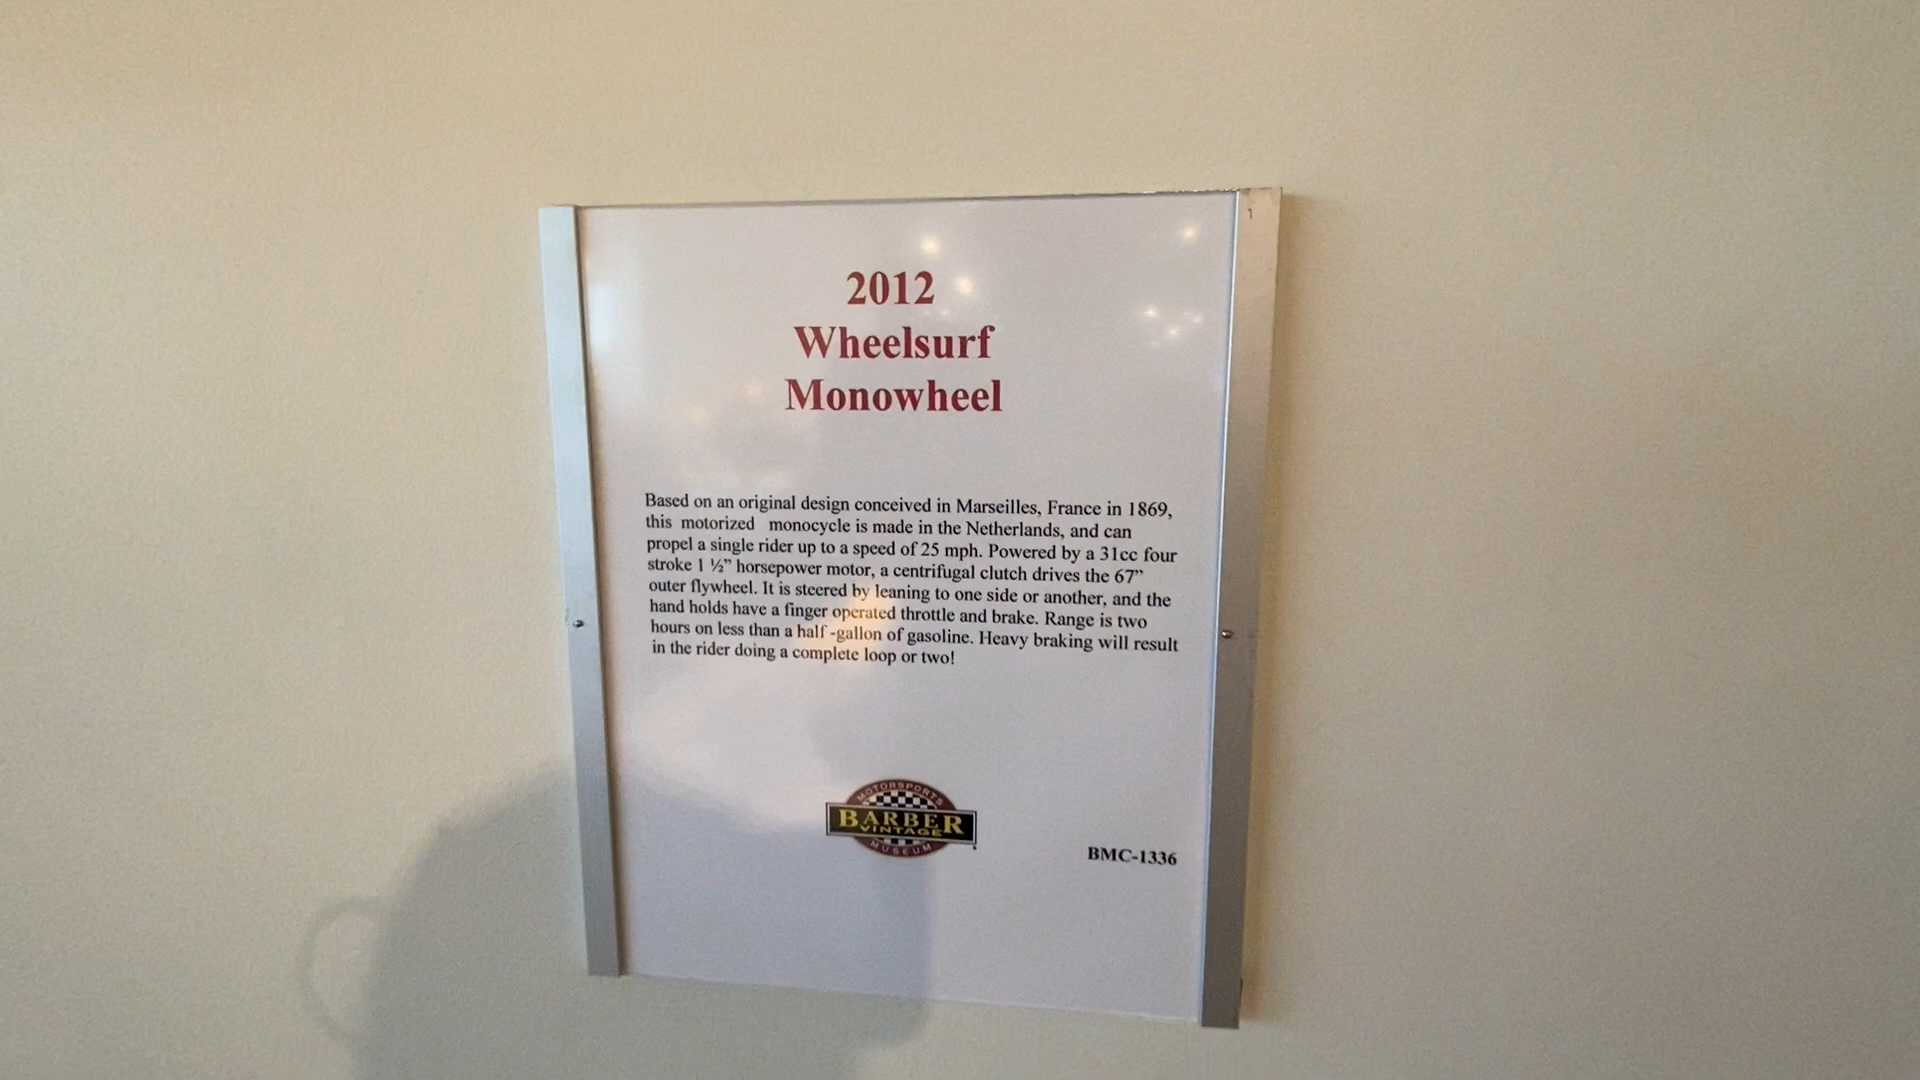 2012
Wheelsurf
Monowheel
Based on an original design conceived in Marseilles, France in 1869,
this motorized monocycle is made in the Netherlands, and can
propel a single rider up to a speed of 25 mph. Powered by a 31cc four
stroke 1 ½” horsepower motor, a centrifugal clutch drives the 67”
outer flywheel. It is steered by leaning to one side or another, and the
hand holds have a finger operated throttle and brake. Range is two
hours on less than a half -gallon of gasoline. Heavy braking will result
in the rider doing a complete loop or two!
MOTORSPORTS
BARBER
VINTAGE
MUSEUM
BMC-1336